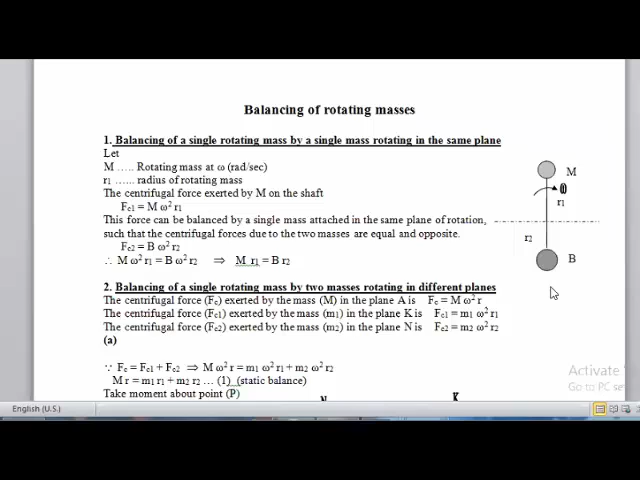 Balancing of rotating masses
1. Balancing of a single rotating mass by a single mass rotating in the same plane
Let
M ….. Rotating mass at ω (rad/sec)
r1 …... radius of rotating mass
The centrifugal force exerted by M on the shaft
Fc1 = M ω² r1
This force can be balanced by a single mass attached in the same plane of rotation,
such that the centrifugal forces due to the two masses are equal and opposite.
Fc2 = B ω² r2
∴ M ω² r1 = B ω² r2 ⇒ M r1 = B r2
M
ω
r1
r2
B
2. Balancing of a single rotating mass by two masses rotating in different planes
The centrifugal force (Fc) exerted by the mass (M) in the plane A is Fc = M ω² r
The centrifugal force (Fc1) exerted by the mass (m1) in the plane K is Fc1 = m1 ω² r1
The centrifugal force (Fc2) exerted by the mass (m2) in the plane N is Fc2 = m2 ω² r2
(a)
∵ Fc = Fc1 + Fc2 ⇒ M ω² r = m1 ω² r1 + m2 ω² r2
M r = m1 r1 + m2 r2 … (1) (static balance)
Take moment about point (P)
N K
Activate
Go to PC
English (U.S.)